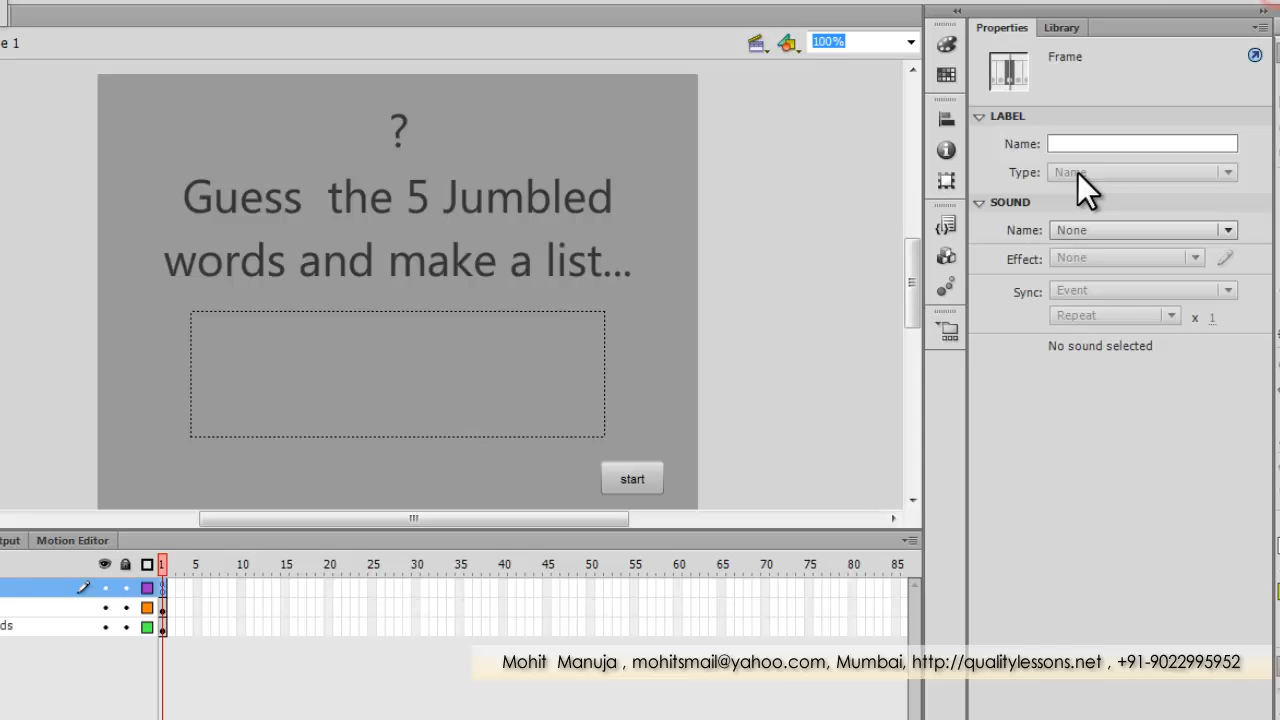 Properties
Library
e 1
100%
Frame
LABEL
Name:
Type: Name
SOUND
Name: None
Effect: None
Sync: Event
Repeat x 1
No sound selected
?
Guess the 5 Jumbled
words and make a list...
start
tput
Motion Editor
1 5 10 15 20 25 30 35 40 45 50 55 60 65 70 75 80 85
ds
Mohit Manuja , mohitsmail@yahoo.com, Mumbai, http://qualitylessons.net , +91-9022995952